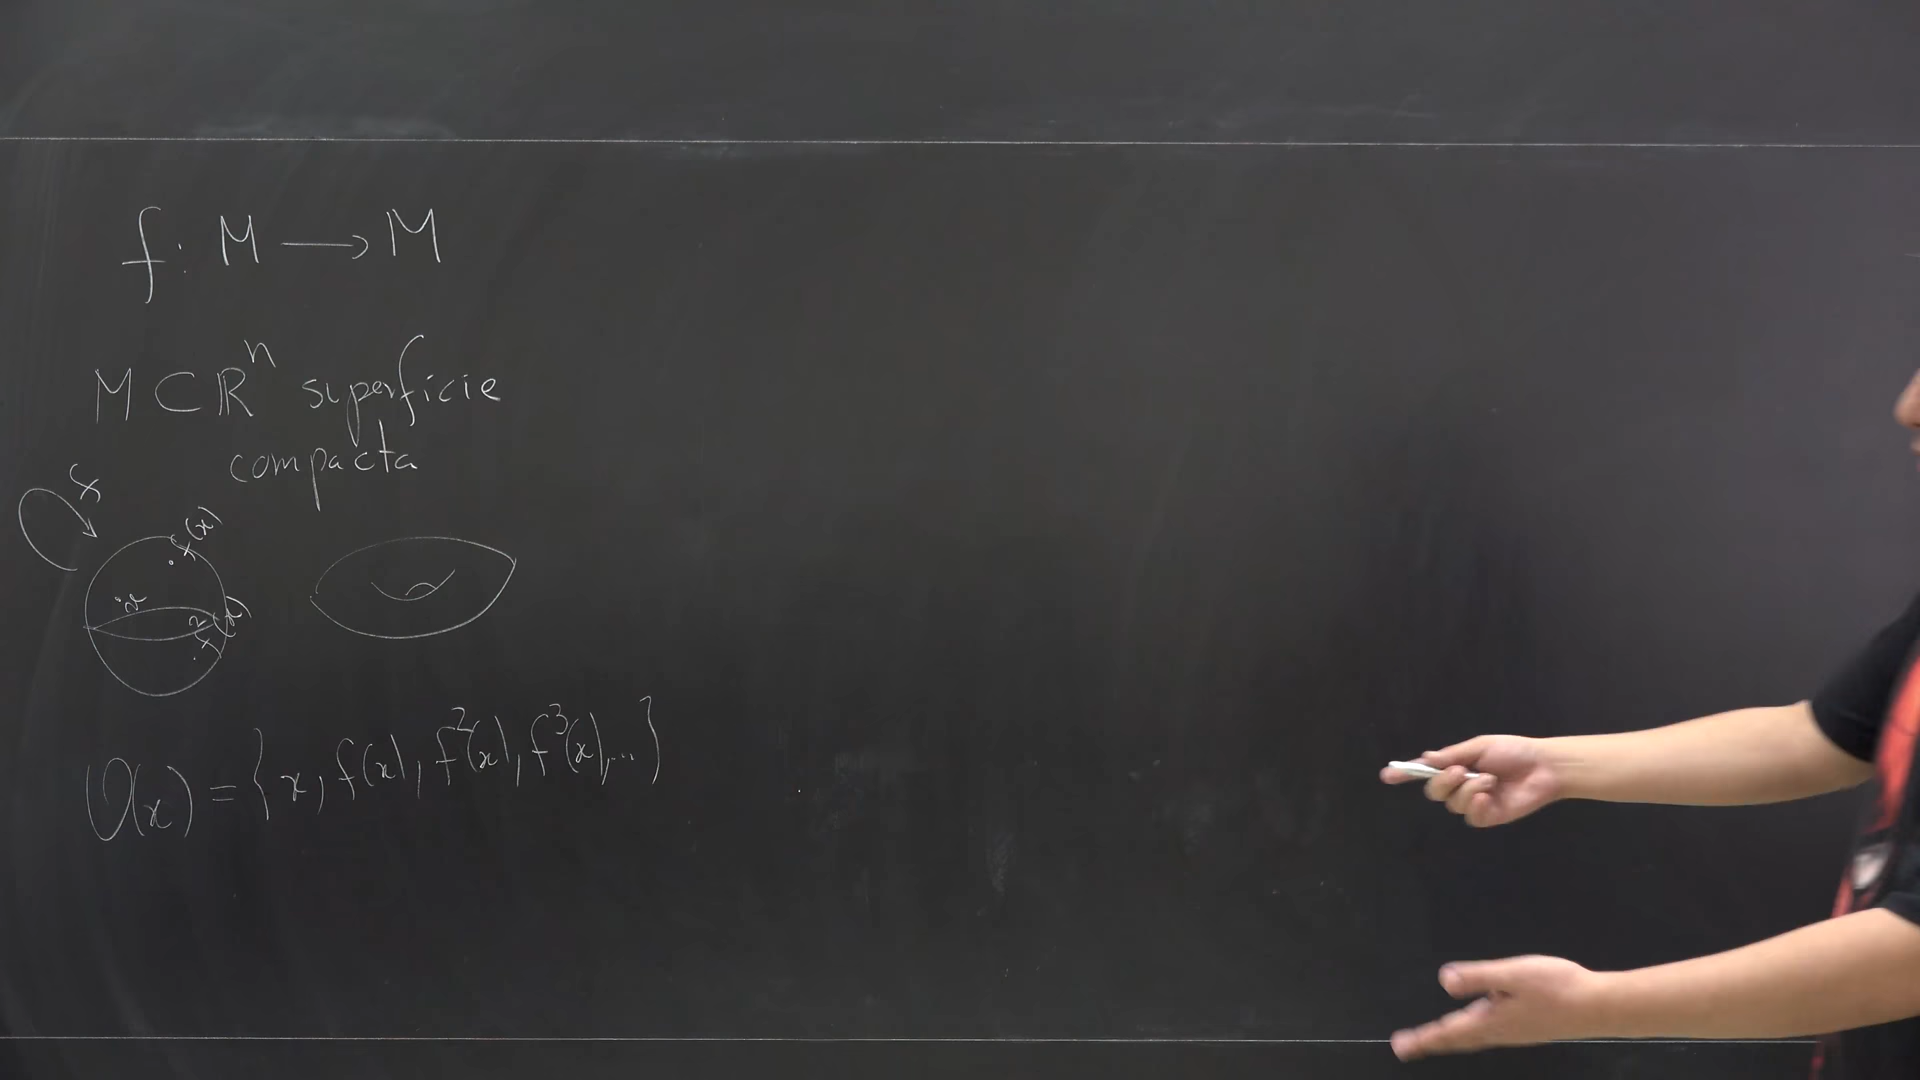 f: M → M
M ⊂ ℝⁿ superficie
compacta
f
f(x)
x
f²(x)
O(x) = {x, f(x), f²(x), f³(x),...}